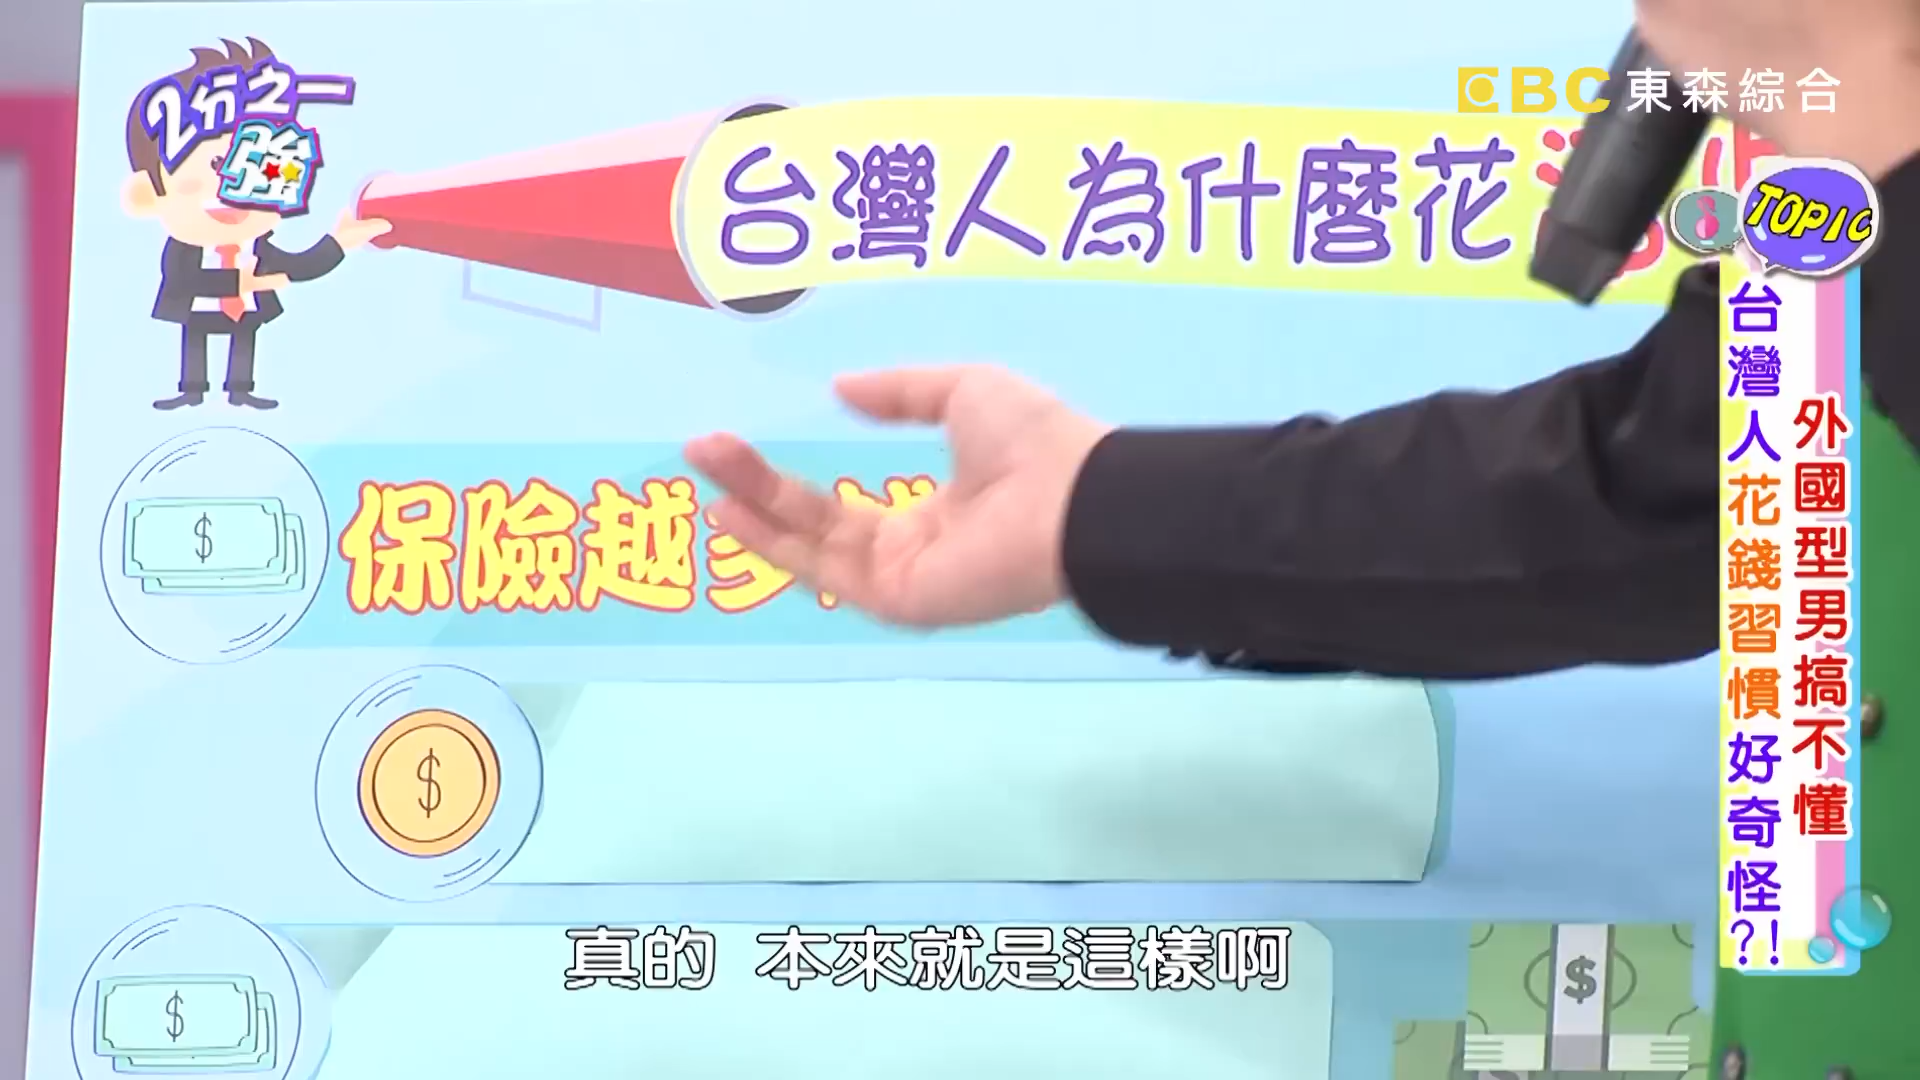 2分之一
強
EBC 東森綜合
台灣人為什麼花
TOPIC
外國型男搞不懂
台灣人花錢習慣好奇怪?!
保險越多
$
$
$
$
真的 本來就是這樣啊